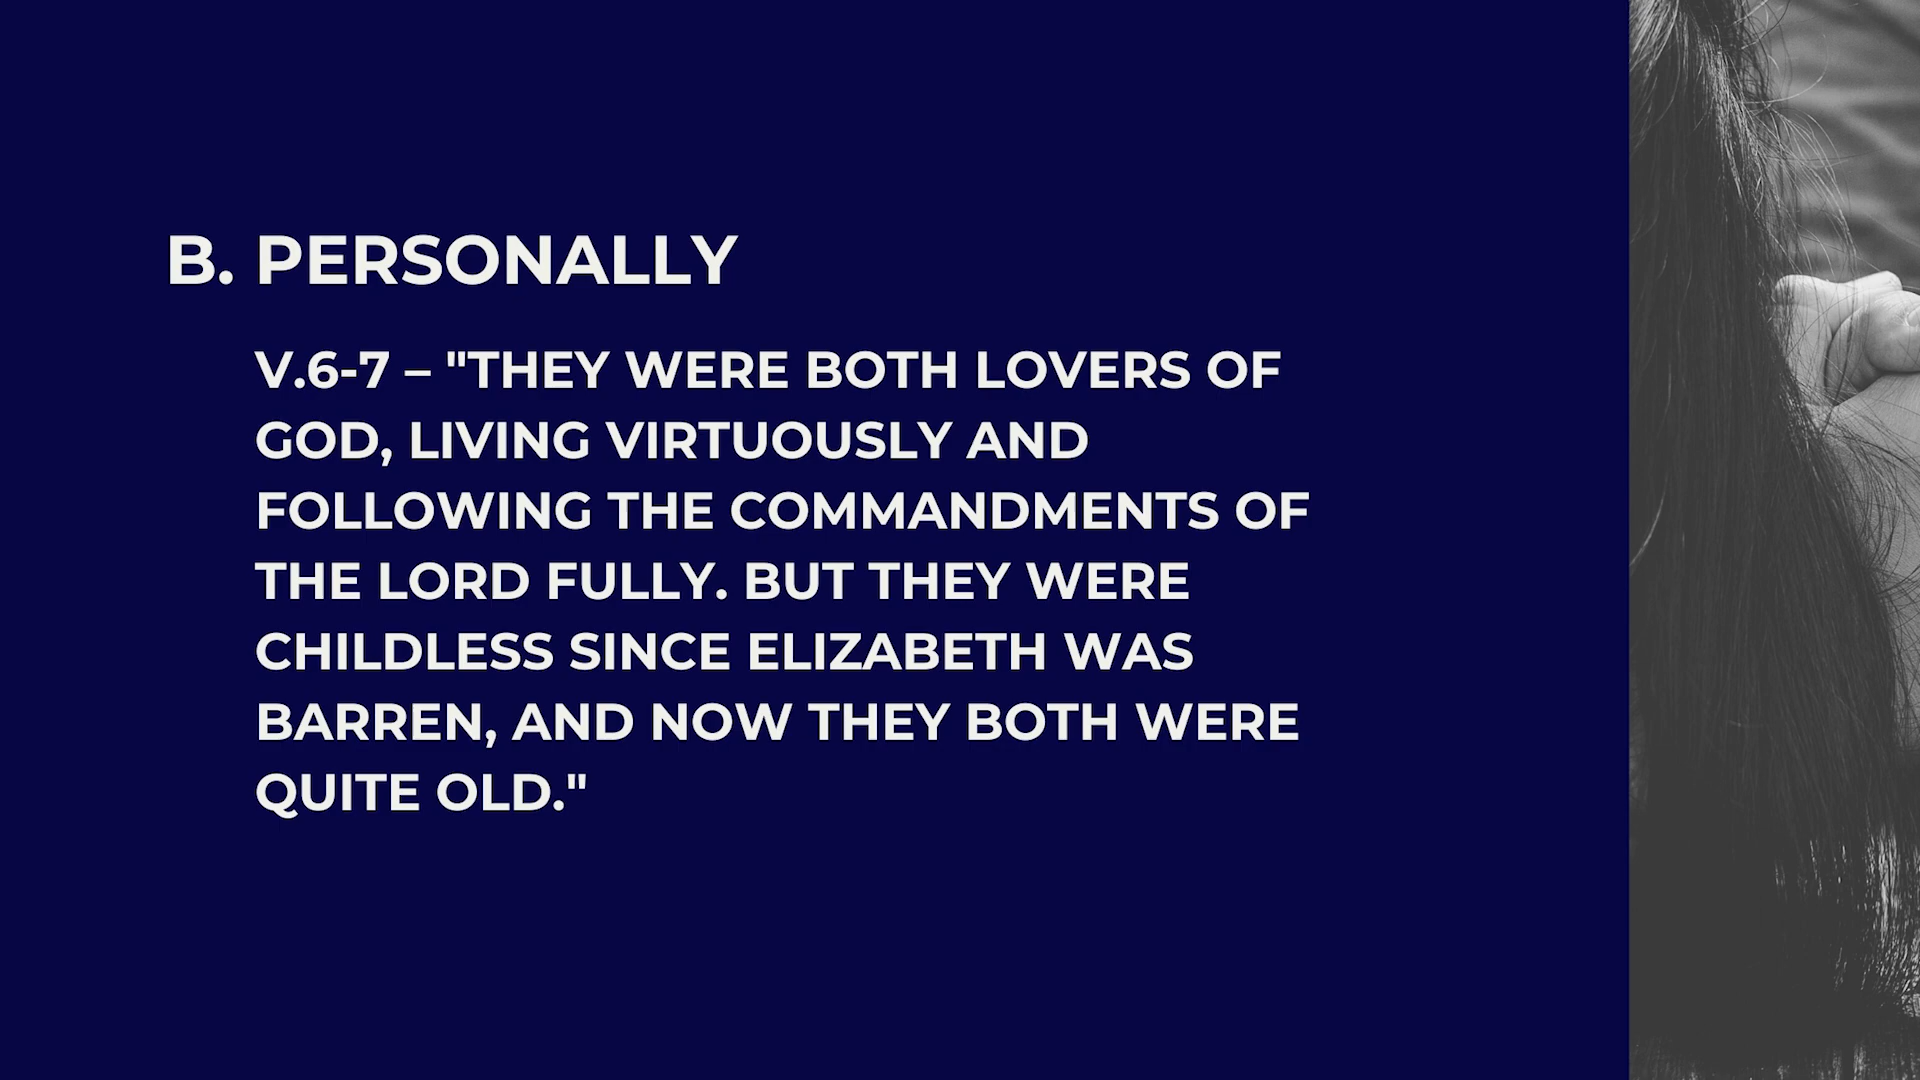 B. PERSONALLY
V.6-7 – "THEY WERE BOTH LOVERS OF
GOD, LIVING VIRTUOUSLY AND
FOLLOWING THE COMMANDMENTS OF
THE LORD FULLY. BUT THEY WERE
CHILDLESS SINCE ELIZABETH WAS
BARREN, AND NOW THEY BOTH WERE
QUITE OLD."